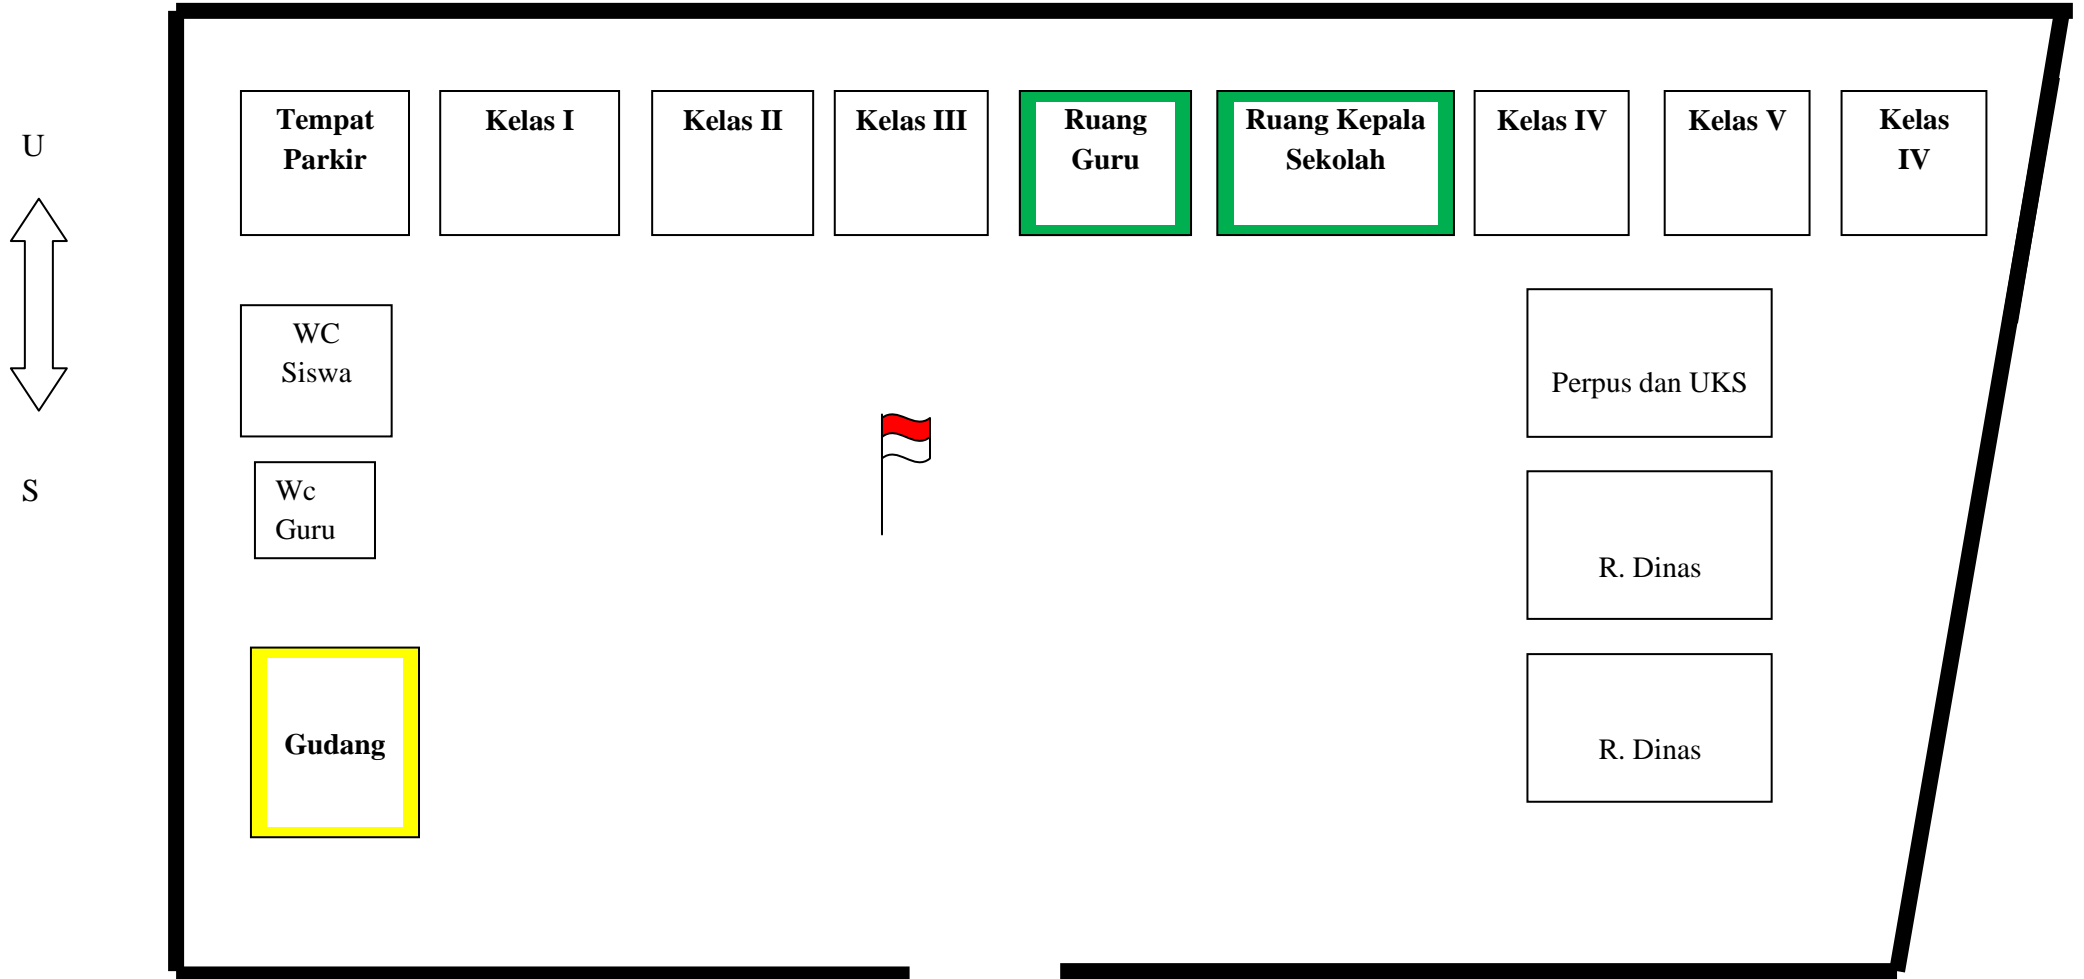 U
S
Tempat
Parkir
Kelas I
Kelas II
Kelas III
Ruang
Guru
Ruang Kepala
Sekolah
Kelas IV
Kelas V
Kelas
IV
WC
Siswa
Perpus dan UKS
Wc
Guru
R. Dinas
Gudang
R. Dinas